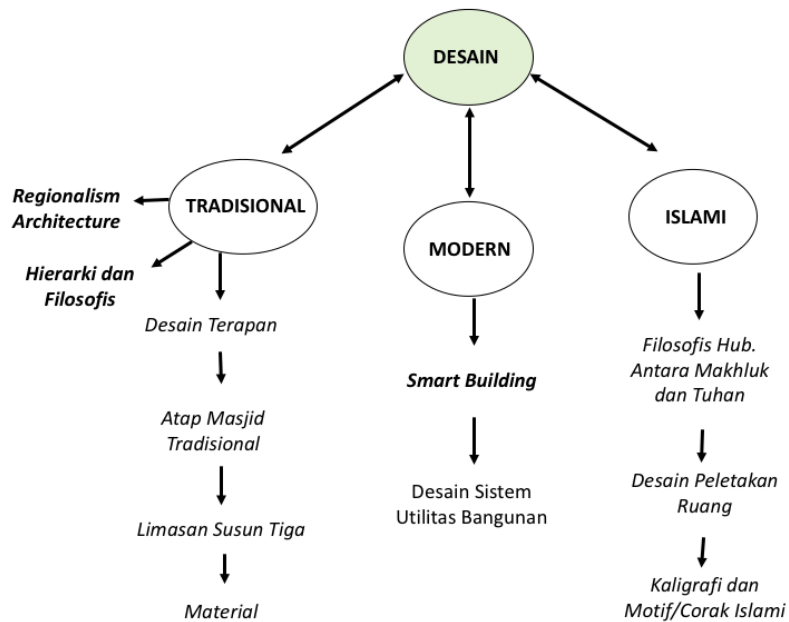 DESAIN
TRADISIONAL
Regionalism
Architecture
Hierarki dan
Filosofis
Desain Terapan
Atap Masjid
Tradisional
Limasan Susun Tiga
Material
MODERN
Smart Building
Desain Sistem
Utilitas Bangunan
ISLAMI
Filosofis Hub.
Antara Makhluk
dan Tuhan
Desain Peletakan
Ruang
Kaligrafi dan
Motif/Corak Islami